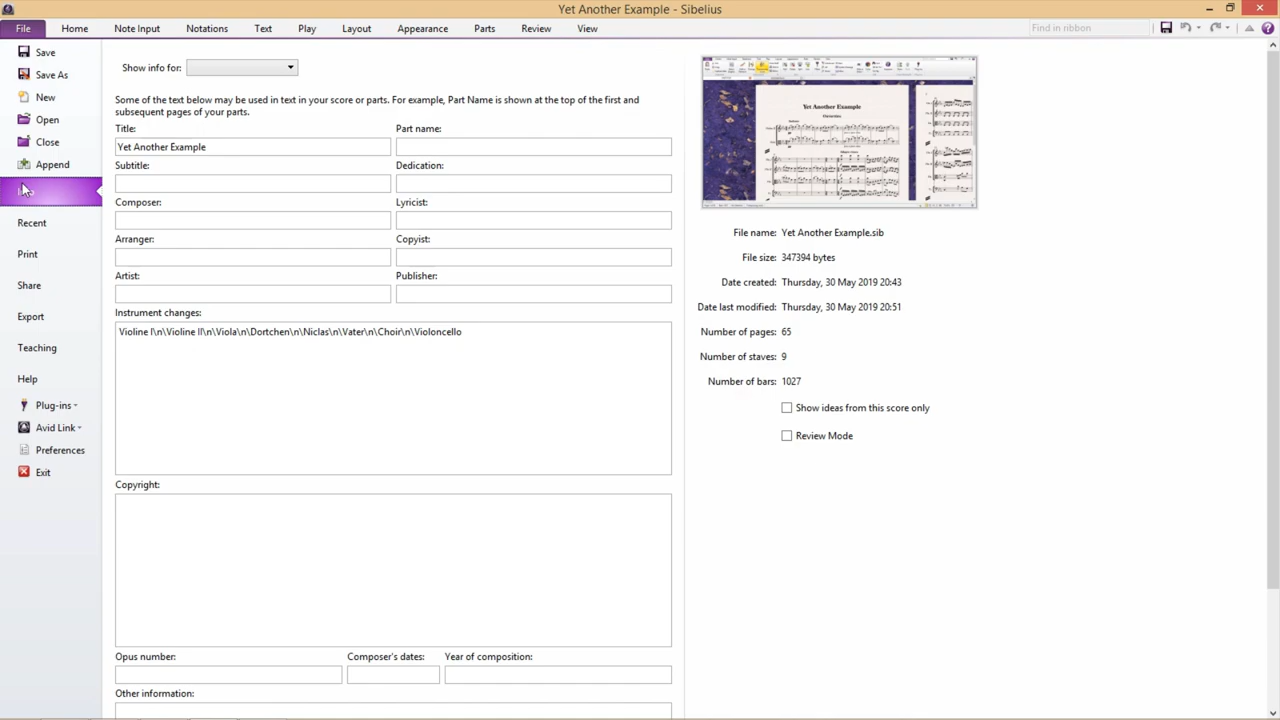 Yet Another Example - Sibelius
File Home Note Input Notations Text Play Layout Appearance Parts Review View Find in ribbon
Save
Save As
New
Open
Close
Append
Recent
Print
Share
Export
Teaching
Help
Plug-ins
Avid Link
Preferences
Exit
Show info for:
Some of the text below may be used in text in your score or parts. For example, Part Name is shown at the top of the first and
subsequent pages of your parts.
Title: Part name:
Yet Another Example
Subtitle: Dedication:
Composer: Lyricist:
Arranger: Copyist:
Artist: Publisher:
Instrument changes:
Violine I\n\Violine II\n\Viola\n\Dortchen\n\Niclas\n\Vater\n\Choir\n\Violoncello
Copyright:
Opus number: Composer's dates: Year of composition:
Other information:
Yet Another Example
File name: Yet Another Example.sib
File size: 347394 bytes
Date created: Thursday, 30 May 2019 20:43
Date last modified: Thursday, 30 May 2019 20:51
Number of pages: 65
Number of staves: 9
Number of bars: 1027
Show ideas from this score only
Review Mode